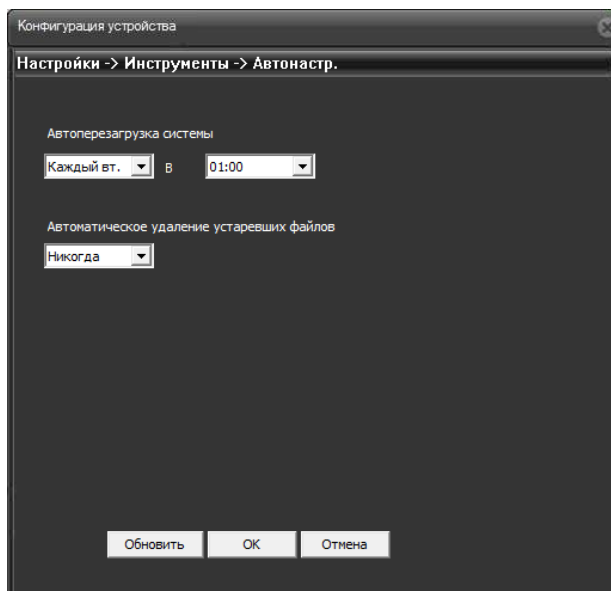 Конфигурация устройства
Настройки -> Инструменты -> Автонастр.
Автоперезагрузка системы
Каждый вт. В 01:00
Автоматическое удаление устаревших файлов
Никогда
Обновить OK Отмена